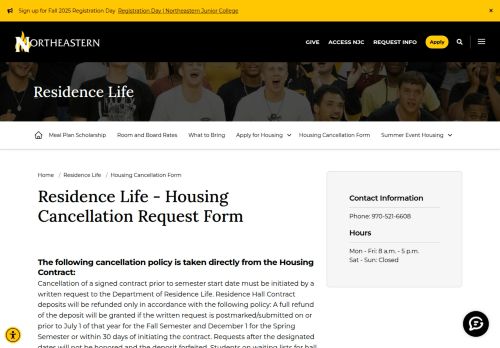 Sign up for Fall 2025 Registration Day Registration Day | Northeastern Junior College
×
NORTHEASTERN
GIVE ACCESS NJC REQUEST INFO Apply
Residence Life
Meal Plan Scholarship Room and Board Rates What to Bring Apply for Housing Housing Cancellation Form Summer Event Housing
Home / Residence Life / Housing Cancellation Form
Residence Life - Housing
Cancellation Request Form
The following cancellation policy is taken directly from the Housing
Contract:
Cancellation of a signed contract prior to semester start date must be initiated by a
written request to the Department of Residence Life. Residence Hall Contract
deposits will be refunded only in accordance with the following policy: A full refund
of the deposit will be granted if the written request is postmarked/submitted on or
prior to July 1 of that year for the Fall Semester and December 1 for the Spring
Semester or within 30 days of initiating the contract. Requests after the designated
dates will not be honored and the deposit forfeited. Students on waiting lists for hall
Contact Information
Phone: 970-521-6608
Hours
Mon - Fri: 8 a.m. - 5 p.m.
Sat - Sun: Closed